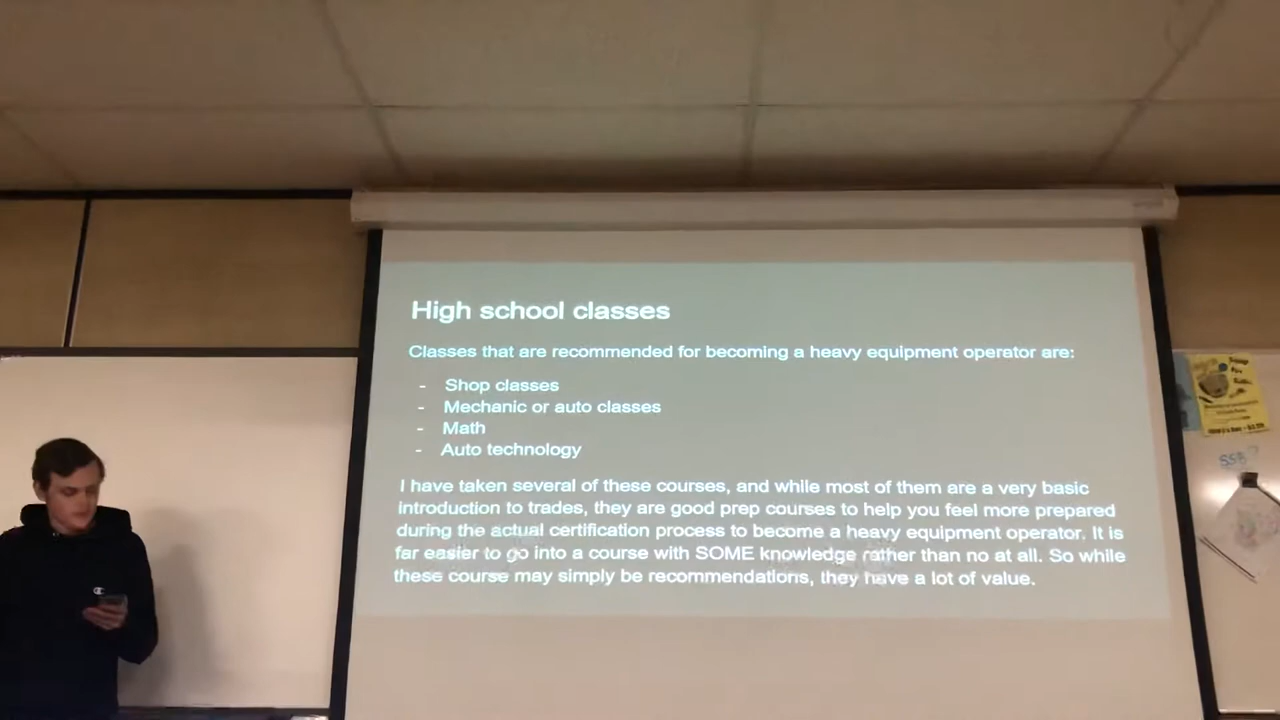 High school classes
Classes that are recommended for becoming a heavy equipment operator are:
- Shop classes
- Mechanic or auto classes
- Math
- Auto technology
I have taken several of these courses, and while most of them are a very basic
introduction to trades, they are good prep courses to help you feel more prepared
during the actual certification process to become a heavy equipment operator. It is
far easier to go into a course with SOME knowledge rather than no at all. So while
these course may simply be recommendations, they have a lot of value.
SSB